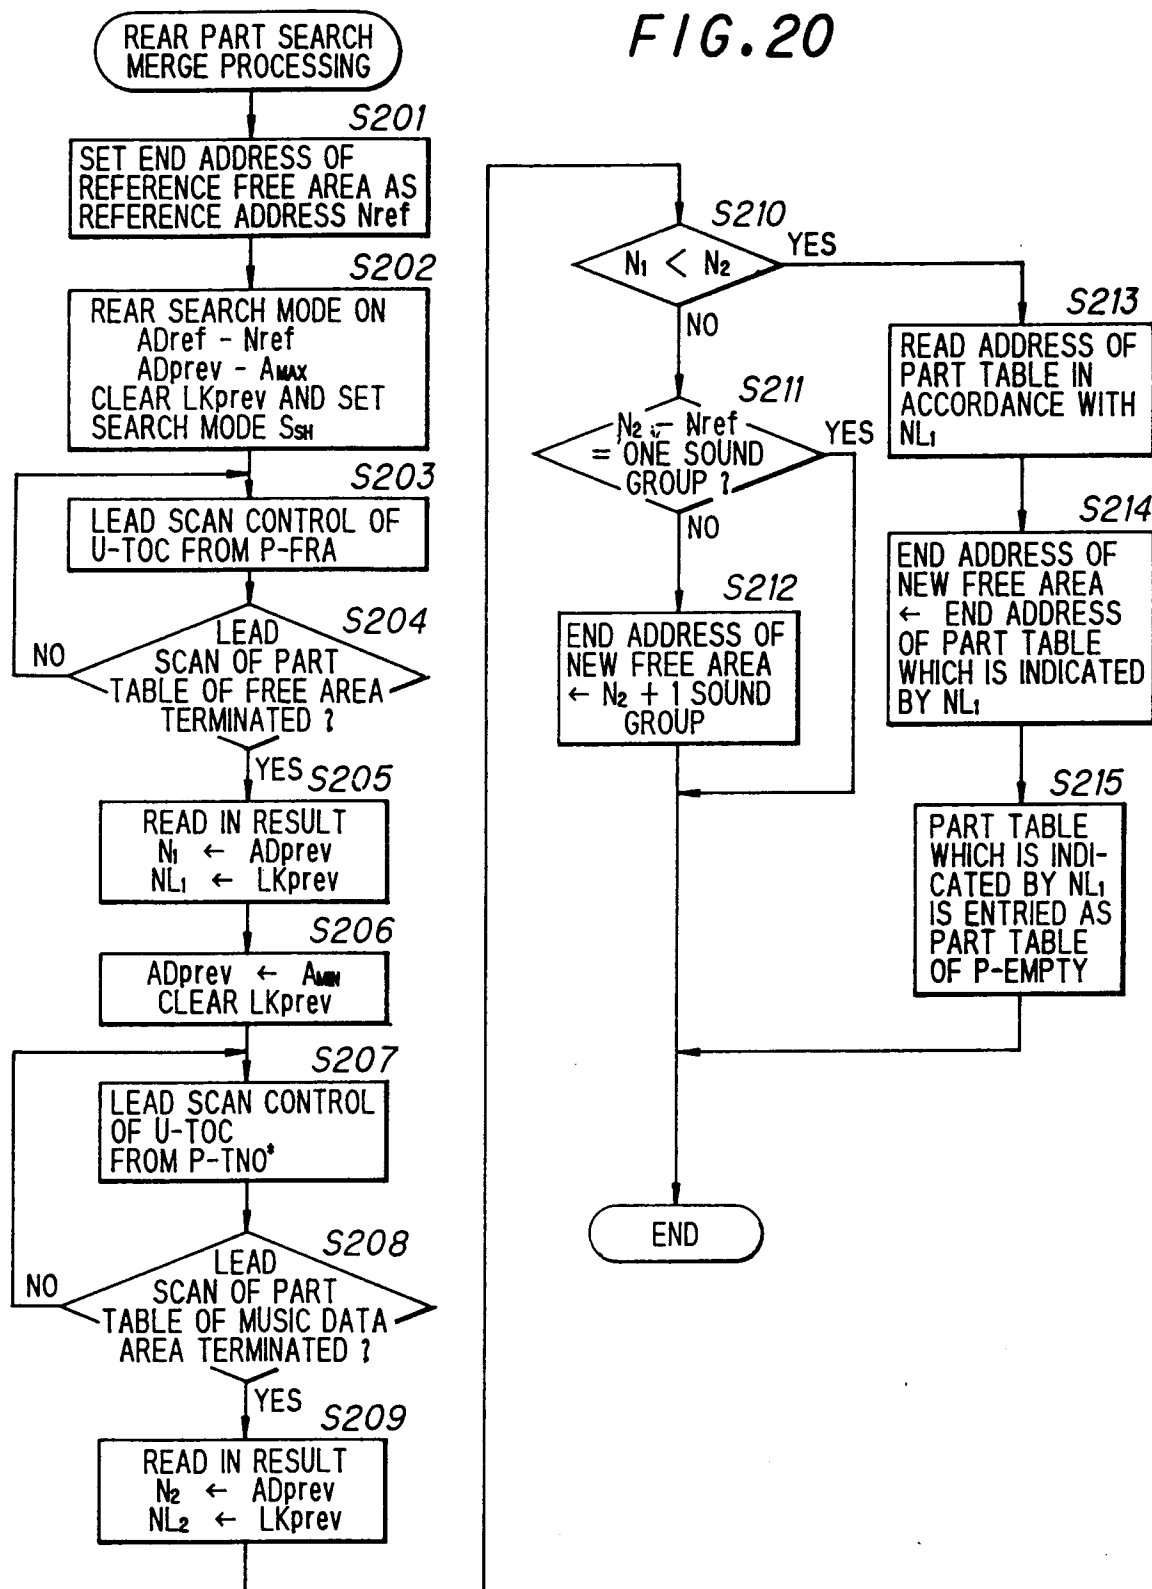 FIG.20
REAR PART SEARCH
MERGE PROCESSING
S201
SET END ADDRESS OF
REFERENCE FREE AREA AS
REFERENCE ADDRESS Nref
S202
REAR SEARCH MODE ON
ADref - Nref
ADprev - AMAX
CLEAR LKprev AND SET
SEARCH MODE SSH
S203
LEAD SCAN CONTROL OF
U-TOC FROM P-FRA
S204
LEAD
SCAN OF PART
TABLE OF FREE AREA
TERMINATED ?
NO
YES
S205
READ IN RESULT
N1 ← ADprev
NL1 ← LKprev
S206
ADprev ← AMIN
CLEAR LKprev
S207
LEAD SCAN CONTROL
OF U-TOC
FROM P-TNO*
S208
LEAD
SCAN OF PART
TABLE OF MUSIC DATA
AREA TERMINATED ?
NO
YES
S209
READ IN RESULT
N2 ← ADprev
NL2 ← LKprev
S210
N1 < N2
YES
NO
S211
N2 - Nref
= ONE SOUND
GROUP ?
YES
NO
S212
END ADDRESS OF
NEW FREE AREA
← N2 + 1 SOUND
GROUP
S213
READ ADDRESS OF
PART TABLE IN
ACCORDANCE WITH
NL1
S214
END ADDRESS OF
NEW FREE AREA
← END ADDRESS
OF PART TABLE
WHICH IS INDICATED
BY NL1
S215
PART TABLE
WHICH IS INDI-
CATED BY NL1
IS ENTRIED AS
PART TABLE
OF P-EMPTY
END